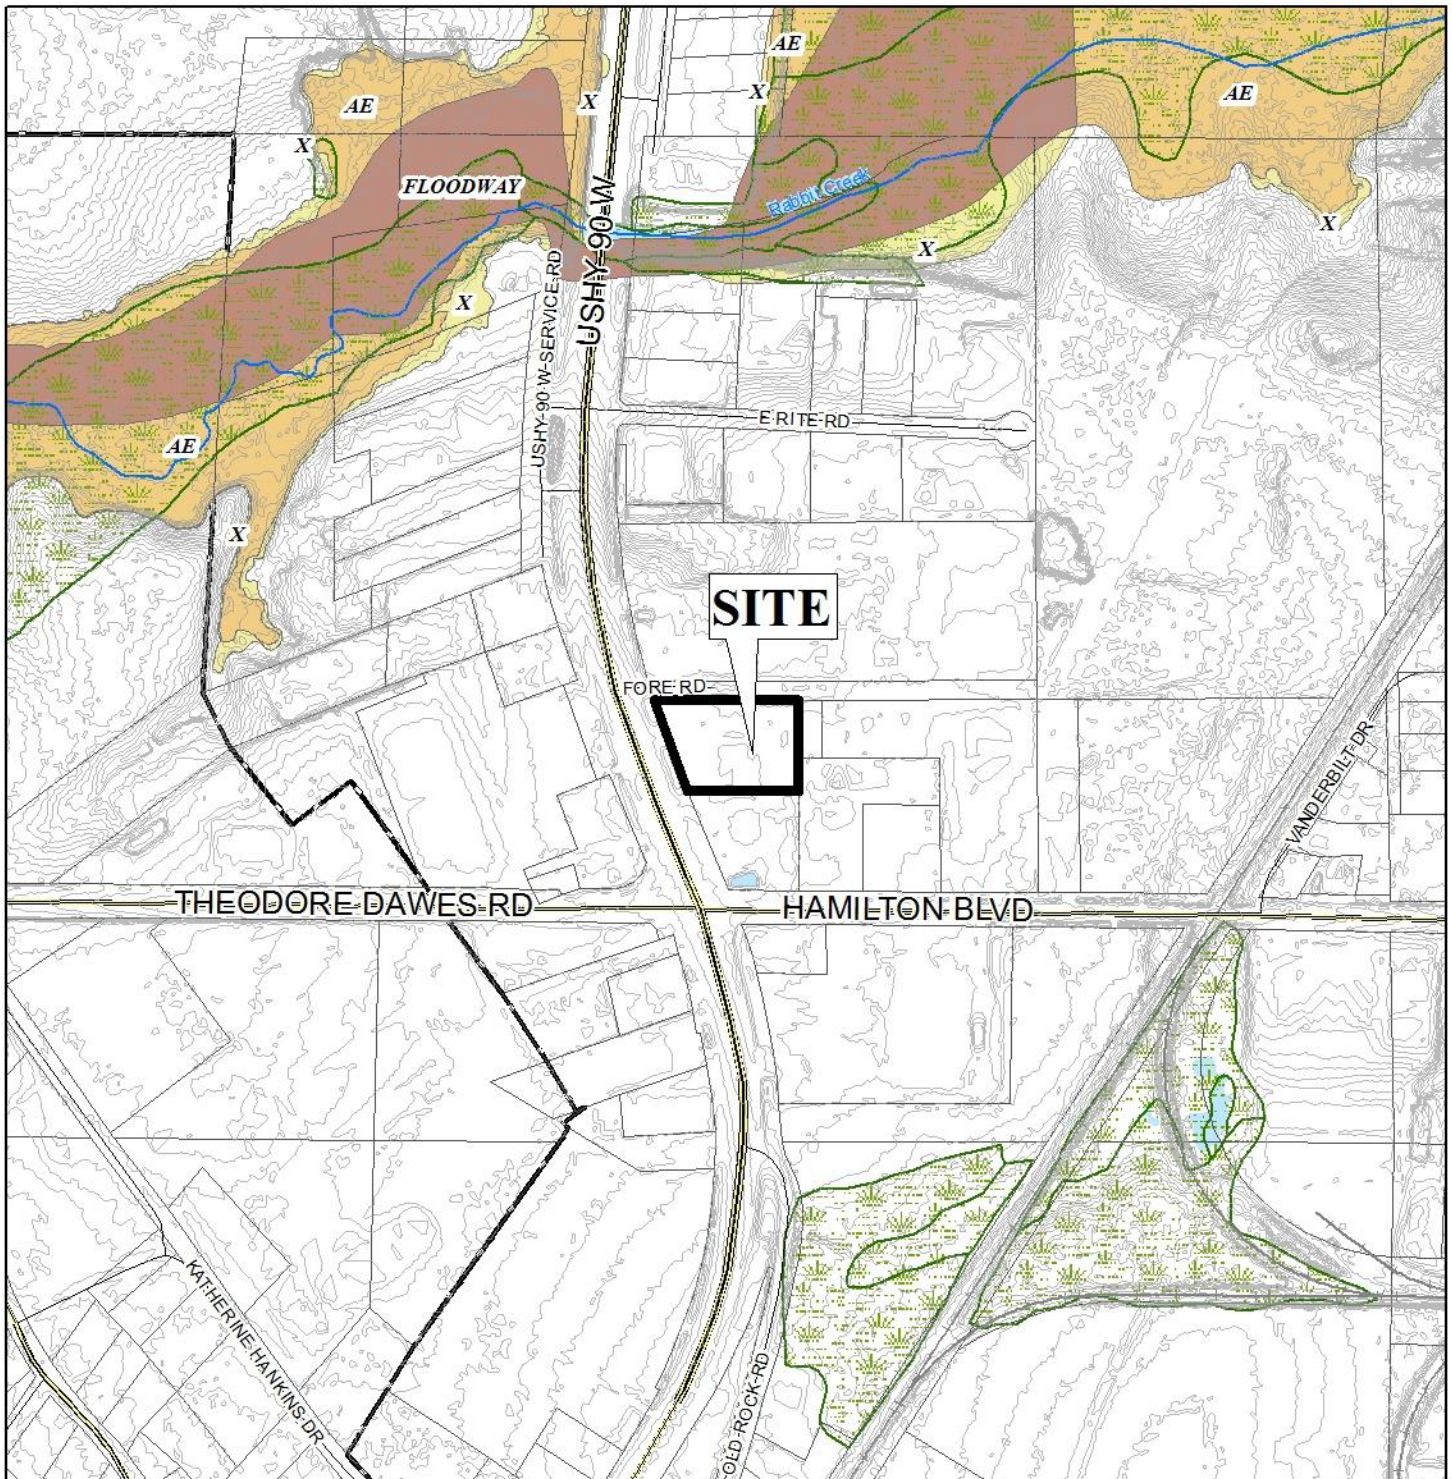 AE
AE
X
X
AE
X
FLOODWAY
Rabbit Creek
X
X
X
USHY-90-W
USHY-90-W-SERVICE-RD
E-RITE-RD
AE
X
SITE
FORE-RD
VANDERBILT-DR
THEODORE DAWES RD
HAMILTON BLVD
KATHERINE HANKINS-DR
OLD-ROCK-RD